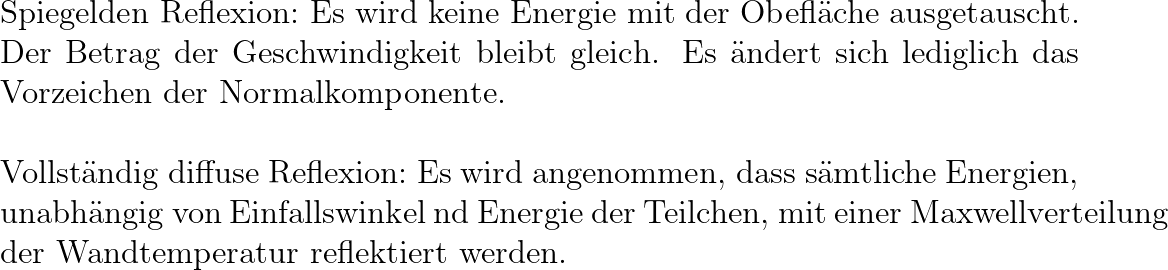 Spiegelden Reflexion: Es wird keine Energie mit der Obefläche ausgetauscht.
Der Betrag der Geschwindigkeit bleibt gleich. Es ändert sich lediglich das
Vorzeichen der Normalkomponente.
Vollständig diffuse Reflexion: Es wird angenommen, dass sämtliche Energien,
unabhängig von Einfallswinkel nd Energie der Teilchen, mit einer Maxwellverteilung
der Wandtemperatur reflektiert werden.